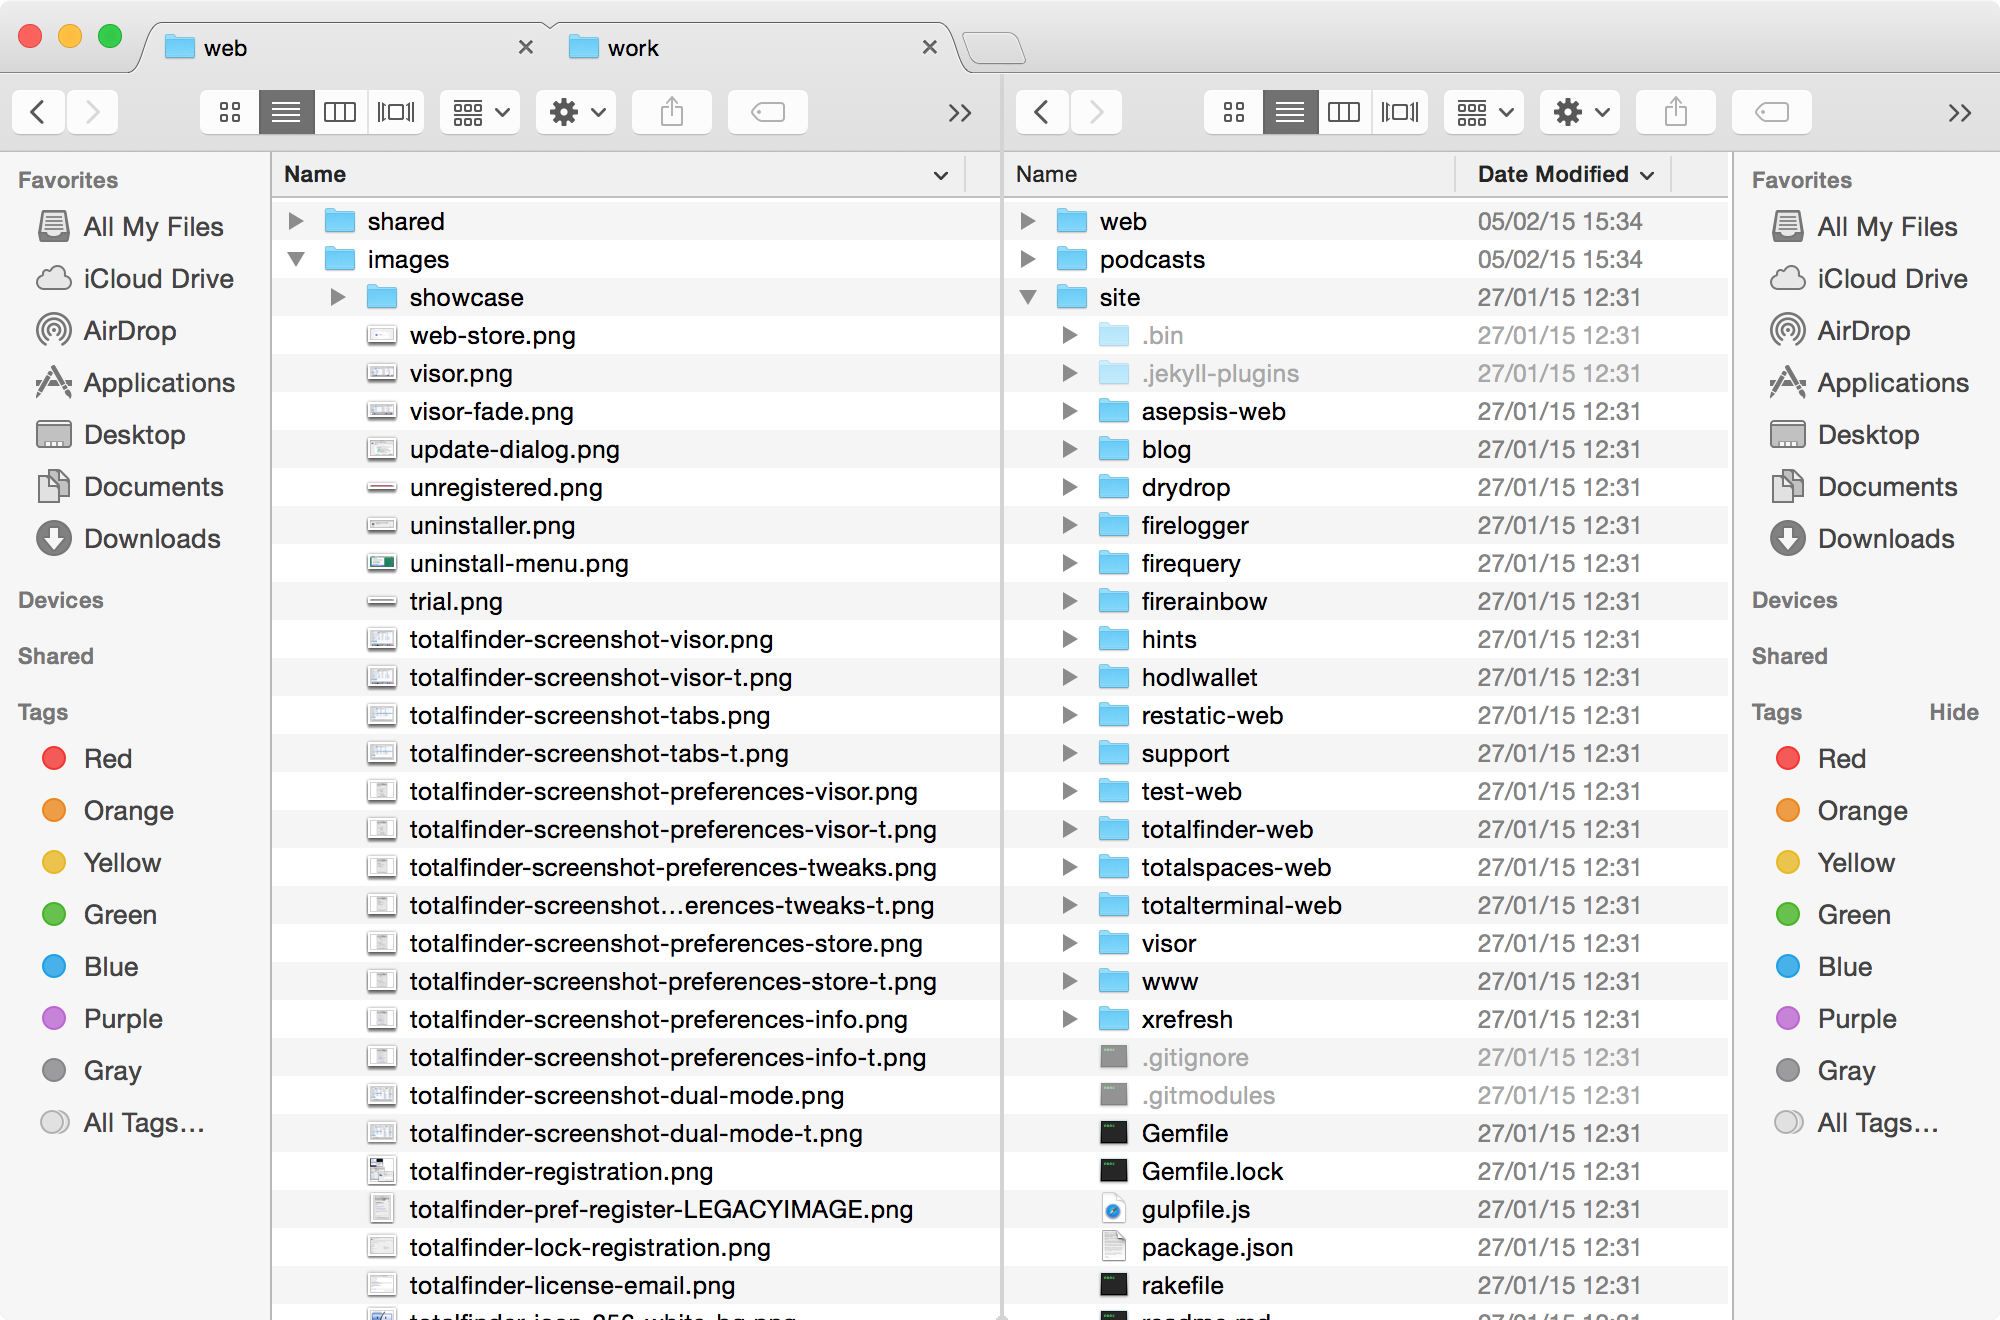 web
work
Favorites
All My Files
iCloud Drive
AirDrop
Applications
Desktop
Documents
Downloads
Devices
Shared
Tags
Red
Orange
Yellow
Green
Blue
Purple
Gray
All Tags...
Name
shared
images
showcase
web-store.png
visor.png
visor-fade.png
update-dialog.png
unregistered.png
uninstaller.png
uninstall-menu.png
trial.png
totalfinder-screenshot-visor.png
totalfinder-screenshot-visor-t.png
totalfinder-screenshot-tabs.png
totalfinder-screenshot-tabs-t.png
totalfinder-screenshot-preferences-visor.png
totalfinder-screenshot-preferences-visor-t.png
totalfinder-screenshot-preferences-tweaks.png
totalfinder-screenshot...erences-tweaks-t.png
totalfinder-screenshot-preferences-store.png
totalfinder-screenshot-preferences-store-t.png
totalfinder-screenshot-preferences-info.png
totalfinder-screenshot-preferences-info-t.png
totalfinder-screenshot-dual-mode.png
totalfinder-screenshot-dual-mode-t.png
totalfinder-registration.png
totalfinder-pref-register-LEGACYIMAGE.png
totalfinder-lock-registration.png
totalfinder-license-email.png
Name Date Modified
web 05/02/15 15:34
podcasts 05/02/15 15:34
site 27/01/15 12:31
.bin 27/01/15 12:31
.jekyll-plugins 27/01/15 12:31
asepsis-web 27/01/15 12:31
blog 27/01/15 12:31
drydrop 27/01/15 12:31
firelogger 27/01/15 12:31
firequery 27/01/15 12:31
firerainbow 27/01/15 12:31
hints 27/01/15 12:31
hodlwallet 27/01/15 12:31
restatic-web 27/01/15 12:31
support 27/01/15 12:31
test-web 27/01/15 12:31
totalfinder-web 27/01/15 12:31
totalspaces-web 27/01/15 12:31
totalterminal-web 27/01/15 12:31
visor 27/01/15 12:31
www 27/01/15 12:31
xrefresh 27/01/15 12:31
.gitignore 27/01/15 12:31
.gitmodules 27/01/15 12:31
Gemfile 27/01/15 12:31
Gemfile.lock 27/01/15 12:31
gulpfile.js 27/01/15 12:31
package.json 27/01/15 12:31
rakefile 27/01/15 12:31
Favorites
All My Files
iCloud Drive
AirDrop
Applications
Desktop
Documents
Downloads
Devices
Shared
Tags Hide
Red
Orange
Yellow
Green
Blue
Purple
Gray
All Tags...